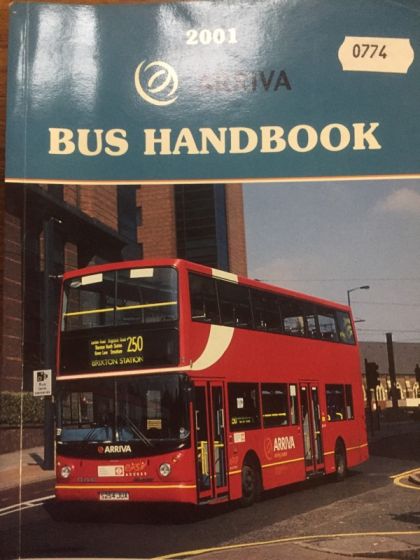 2001
0774
ARRIVA
BUS HANDBOOK
250
BRIXTON STATION
ARRIVA
ARRIVA